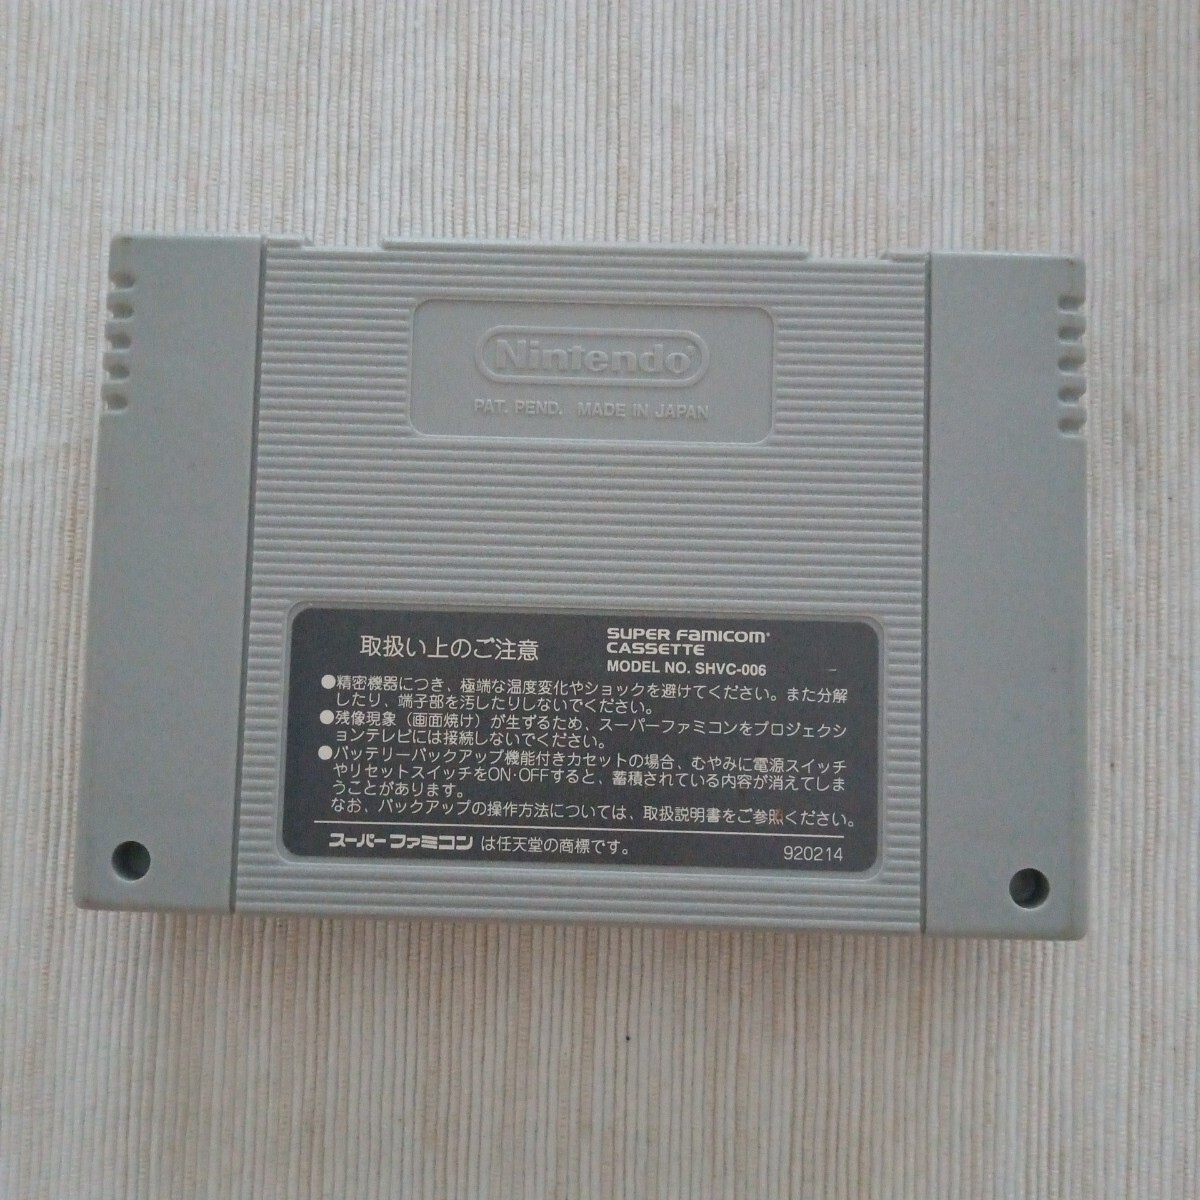 Nintendo
PAT. PEND. MADE IN JAPAN
取扱い上のご注意
SUPER FAMICOM
CASSETTE
MODEL NO. SHVC-006
●精密機器につき、極端な温度変化やショックを避けてください。また分解
したり、端子部を汚したりしないでください。
●残像現象（画面焼け）が生ずるため、スーパーファミコンをプロジェクシ
ョンテレビには接続しないでください。
●バッテリーバックアップ機能付きカセットの場合、むやみに電源スイッチ
やリセットスイッチをON・OFFすると、蓄積されている内容が消えてしま
うことがあります。
なお、バックアップの操作方法については、取扱説明書をご参照ください。
スーパーファミコン は任天堂の商標です。
920214